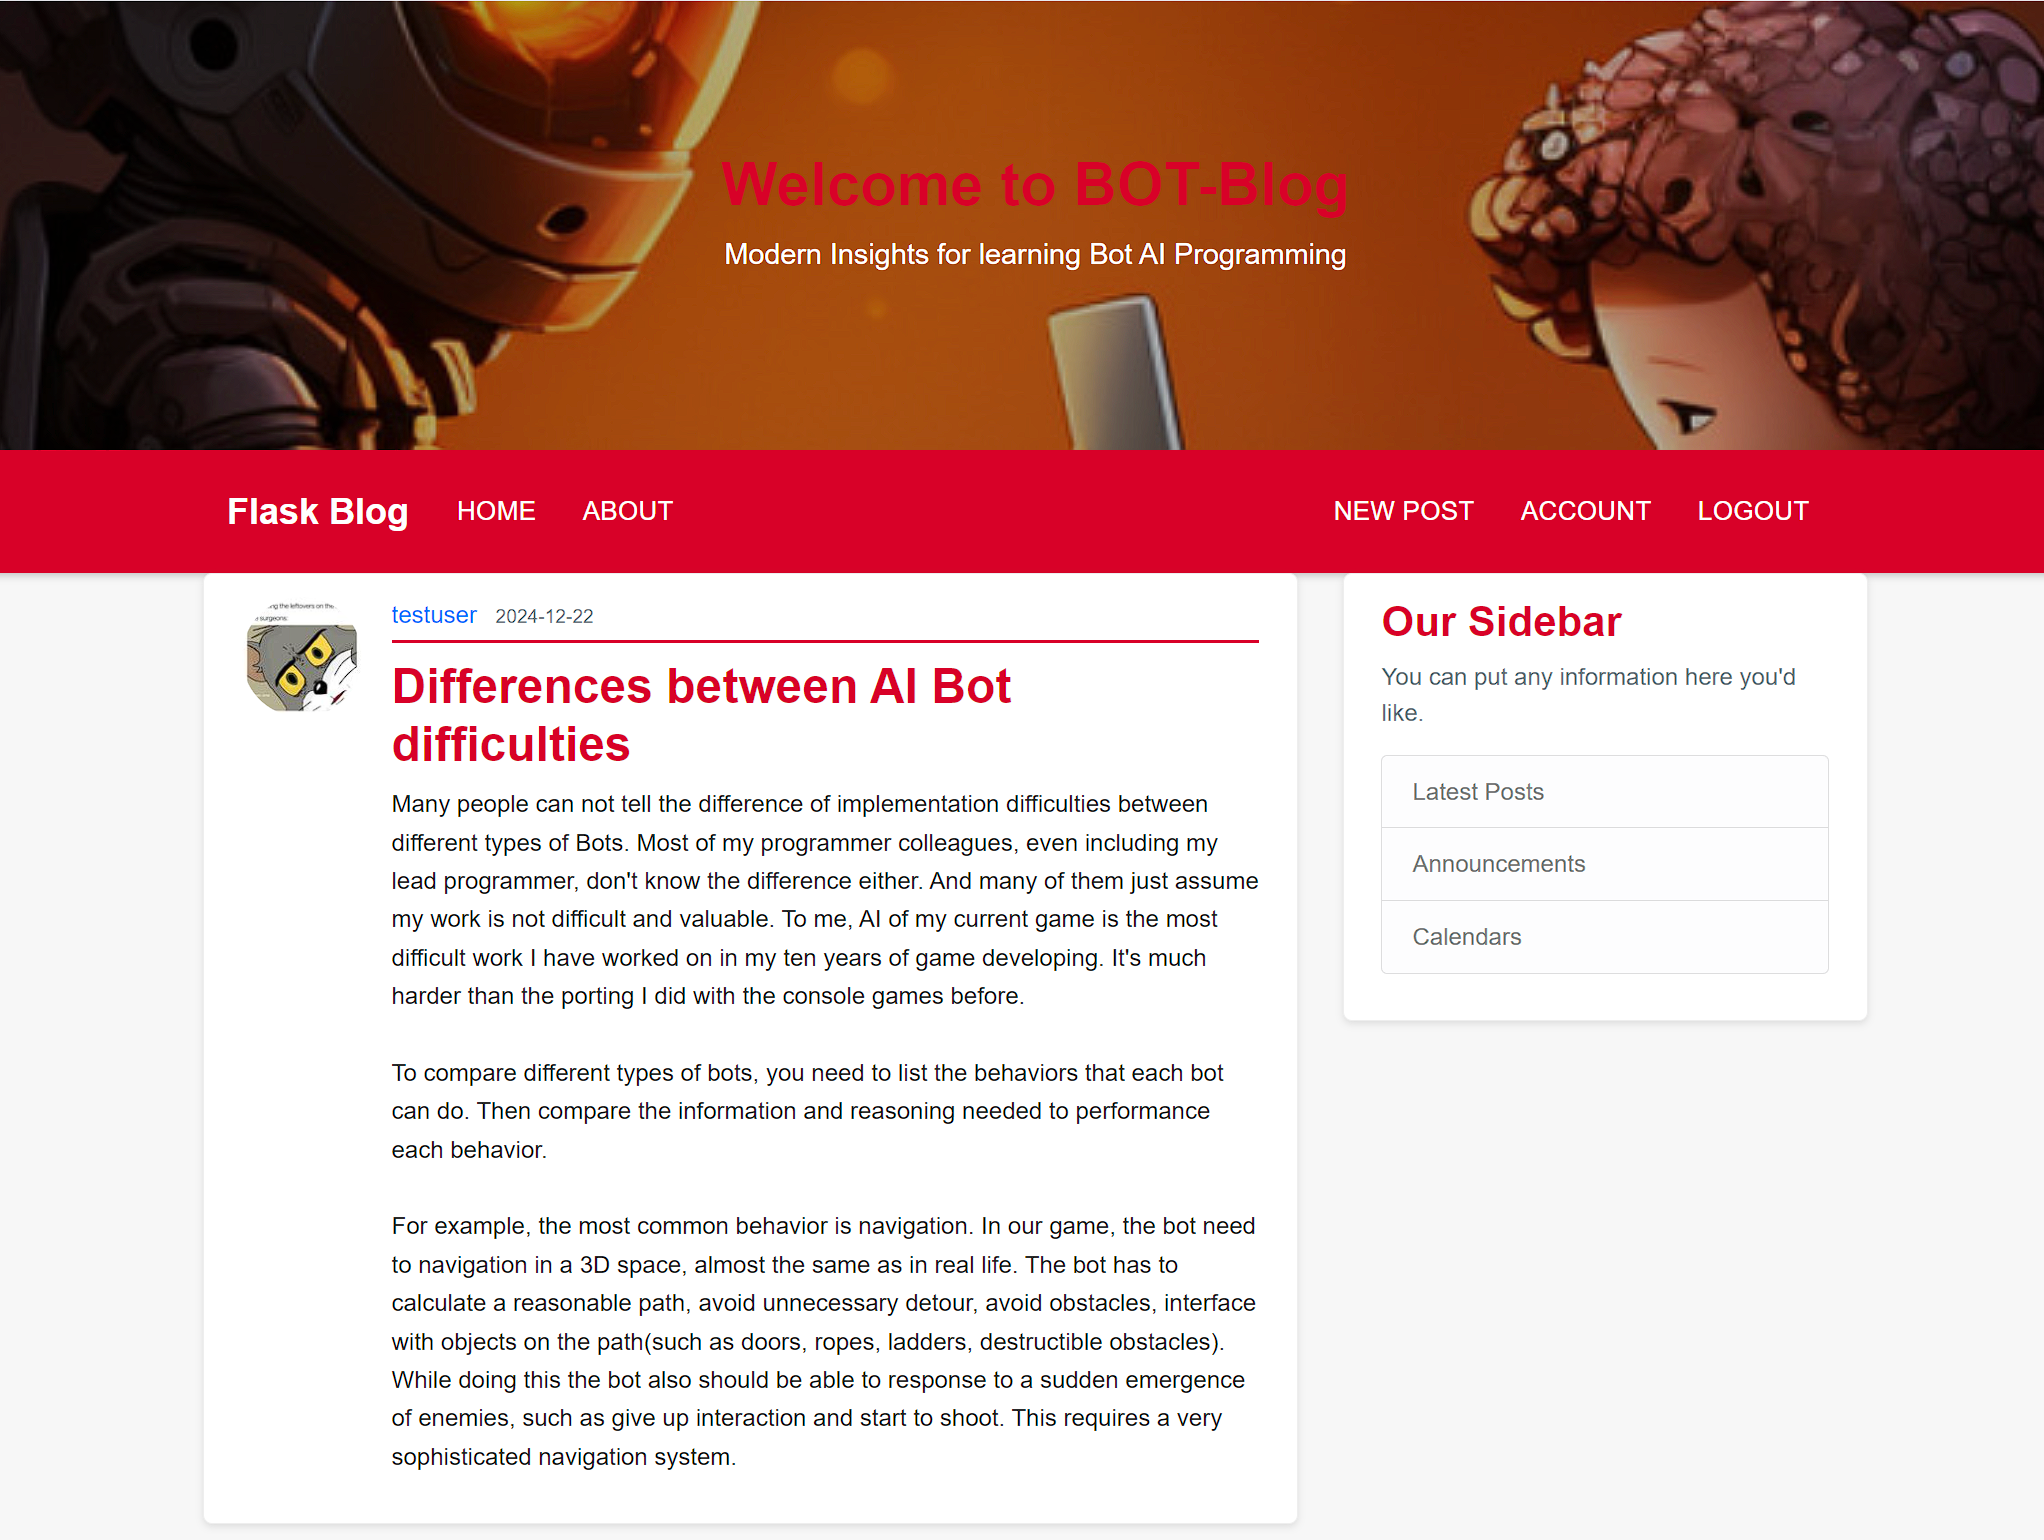 Welcome to BOT-Blog
Modern Insights for learning Bot AI Programming
Flask Blog HOME ABOUT NEW POST ACCOUNT LOGOUT
ng the leftovers on the
surgeons:
testuser 2024-12-22
Differences between AI Bot
difficulties
Many people can not tell the difference of implementation difficulties between
different types of Bots. Most of my programmer colleagues, even including my
lead programmer, don't know the difference either. And many of them just assume
my work is not difficult and valuable. To me, AI of my current game is the most
difficult work I have worked on in my ten years of game developing. It's much
harder than the porting I did with the console games before.
To compare different types of bots, you need to list the behaviors that each bot
can do. Then compare the information and reasoning needed to performance
each behavior.
For example, the most common behavior is navigation. In our game, the bot need
to navigation in a 3D space, almost the same as in real life. The bot has to
calculate a reasonable path, avoid unnecessary detour, avoid obstacles, interface
with objects on the path(such as doors, ropes, ladders, destructible obstacles).
While doing this the bot also should be able to response to a sudden emergence
of enemies, such as give up interaction and start to shoot. This requires a very
sophisticated navigation system.
Our Sidebar
You can put any information here you'd
like.
Latest Posts
Announcements
Calendars